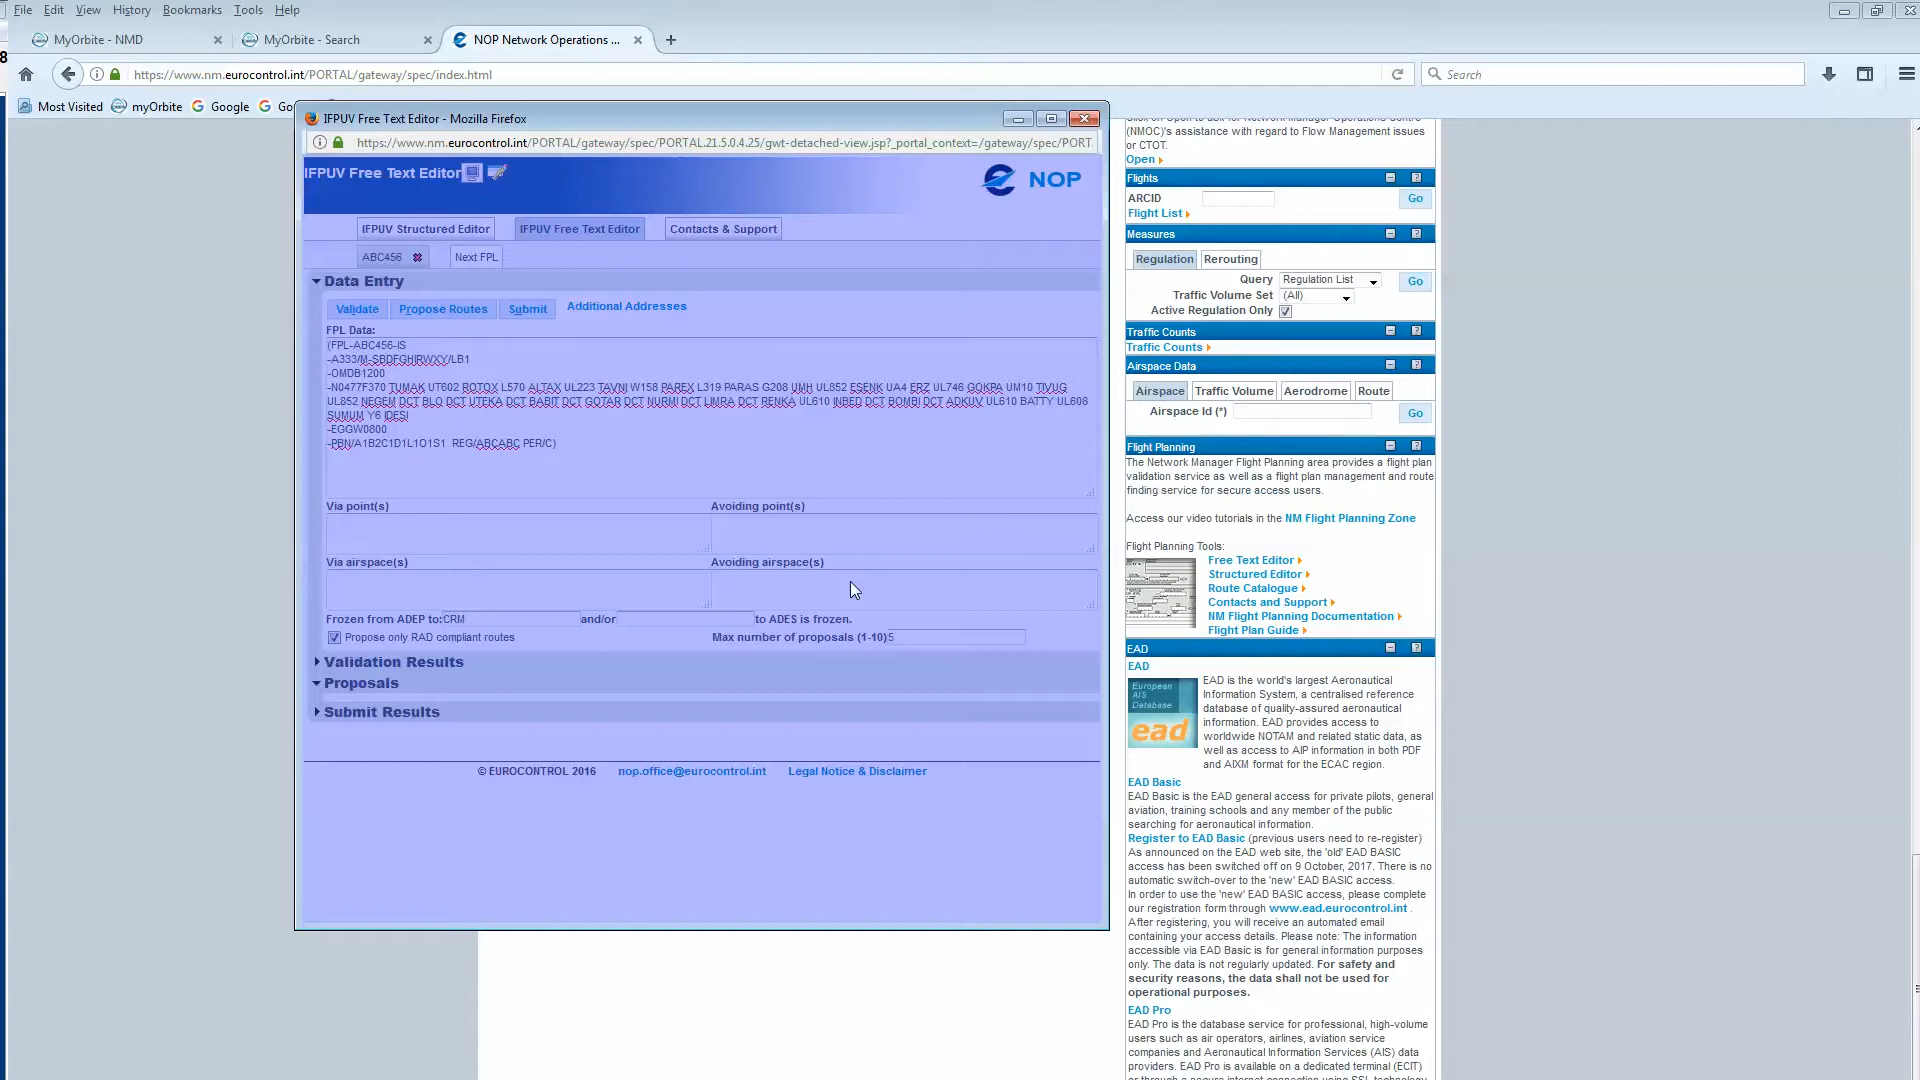 File Edit View History Bookmarks Tools Help
MyOrbite - NMD
MyOrbite - Search
NOP Network Operations ...
https://www.nm.eurocontrol.int/PORTAL/gateway/spec/index.html
Search
Most Visited myOrbite Google
IFPUV Free Text Editor - Mozilla Firefox
https://www.nm.eurocontrol.int/PORTAL/gateway/spec/PORTAL.21.5.0.4.25/gwt-detached-view.jsp?_portal_context=/gateway/spec/PORT
IFPUV Free Text Editor
NOP
IFPUV Structured Editor
IFPUV Free Text Editor
Contacts & Support
ABC456
Next FPL
Data Entry
Validate
Propose Routes
Submit
Additional Addresses
FPL Data:
(FPL-ABC456-IS
-A333/M-SBDFGHIRWXY/LB1
-OMDB1200
-N0477F370 TUMAK UT602 ROTOX L570 ALTAX UL223 TAVNI W158 PAREX L319 PARAS G208 UMH UL852 ESENK UA4 ERZ UL746 GOKPA UM10 TIVUG
UL852 NEGEM DCT BLO DCT UTEKA DCT BABIT DCT GOTAR DCT NURMI DCT LIMRA DCT RENKA UL610 INBED DCT BOMBI DCT ADKUV UL610 BATTY UL608
SUMUM Y6 IDESI
-EGGW0800
-PBN/A1B2C1D1L1O1S1 REG/ABCABC PER/C)
Via point(s)
Avoiding point(s)
Via airspace(s)
Avoiding airspace(s)
Frozen from ADEP to:CRM and/or to ADES is frozen.
Propose only RAD compliant routes
Max number of proposals (1-10)5
Validation Results
Proposals
Submit Results
© EUROCONTROL 2016 nop.office@eurocontrol.int Legal Notice & Disclaimer
(NMOC)'s assistance with regard to Flow Management issues
or CTOT.
Open
Flights
ARCID
Go
Flight List
Measures
Regulation
Rerouting
Query Regulation List
Go
Traffic Volume Set (All)
Active Regulation Only
Traffic Counts
Traffic Counts
Airspace Data
Airspace
Traffic Volume
Aerodrome
Route
Airspace Id (*)
Go
Flight Planning
The Network Manager Flight Planning area provides a flight plan
validation service as well as a flight plan management and route
finding service for secure access users.
Access our video tutorials in the NM Flight Planning Zone
Flight Planning Tools:
Free Text Editor
Structured Editor
Route Catalogue
Contacts and Support
NM Flight Planning Documentation
Flight Plan Guide
EAD
EAD
European
AIS
Database
ead
EAD is the world's largest Aeronautical
Information System, a centralised reference
database of quality-assured aeronautical
information. EAD provides access to
worldwide NOTAM and related static data, as
well as access to AIP information in both PDF
and AIXM format for the ECAC region.
EAD Basic
EAD Basic is the EAD general access for private pilots, general
aviation, training schools and any member of the public
searching for aeronautical information.
Register to EAD Basic (previous users need to re-register)
As announced on the EAD web site, the 'old' EAD BASIC
access has been switched off on 9 October, 2017. There is no
automatic switch-over to the 'new' EAD BASIC access.
In order to use the 'new' EAD BASIC access, please complete
our registration form through www.ead.eurocontrol.int .
After registering, you will receive an automated email
containing your access details. Please note: The information
accessible via EAD Basic is for general information purposes
only. The data is not regularly updated. For safety and
security reasons, the data shall not be used for
operational purposes.
EAD Pro
EAD Pro is the database service for professional, high-volume
users such as air operators, airlines, aviation service
companies and Aeronautical Information Services (AIS) data
providers. EAD Pro is available on a dedicated terminal (ECIT)